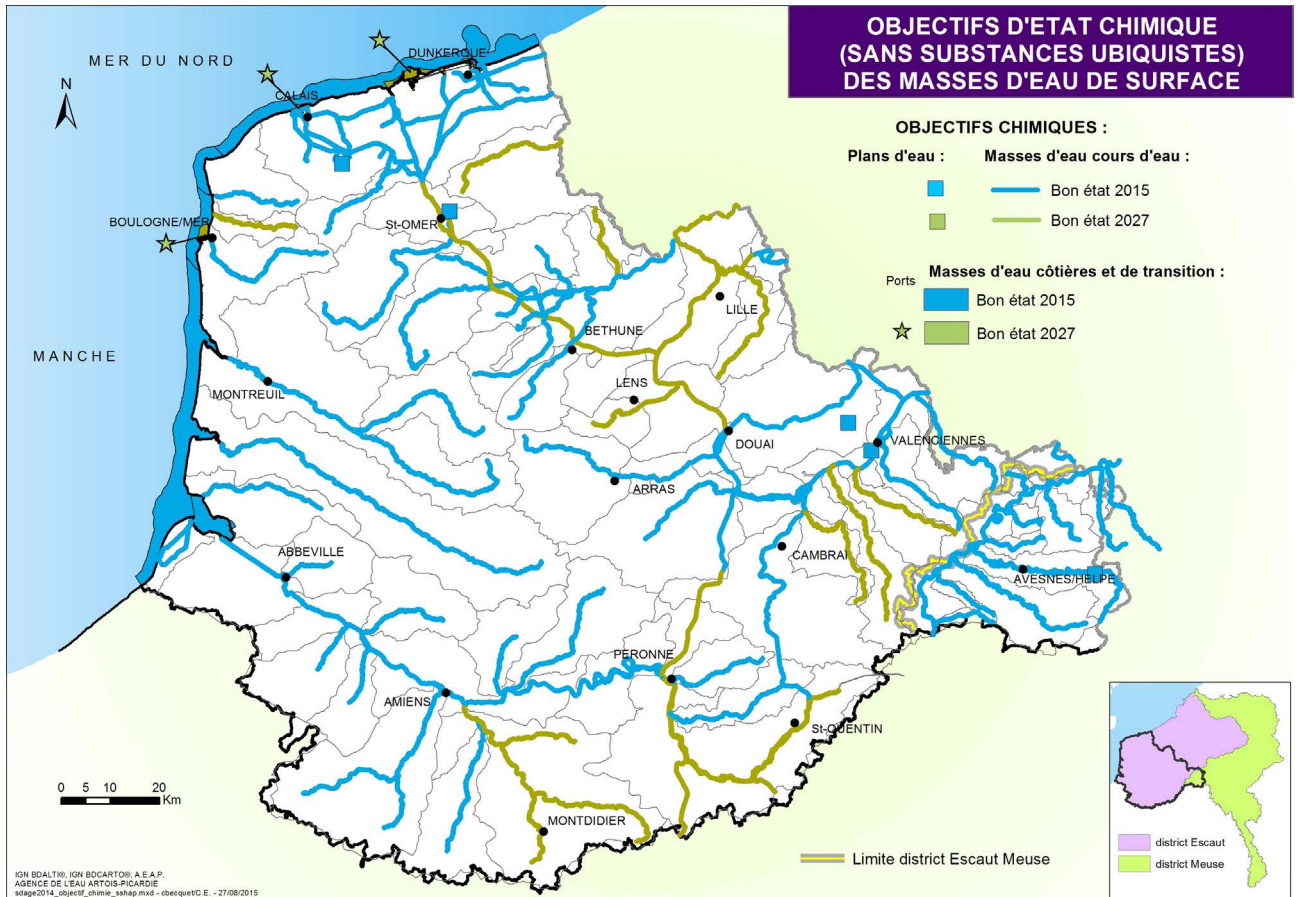 OBJECTIFS D'ETAT CHIMIQUE
(SANS SUBSTANCES UBIQUISTES)
DES MASSES D'EAU DE SURFACE
OBJECTIFS CHIMIQUES :
Plans d'eau :
Masses d'eau cours d'eau :
Bon état 2015
Bon état 2027
Ports
Masses d'eau côtières et de transition :
Bon état 2015
Bon état 2027
MER DU NORD
N
DUNKERQUE
CALAIS
BOULOGNE/MER
St-OMER
LILLE
BETHUNE
MANCHE
LENS
MONTREUIL
DOUAI
VALENCIENNES
ARRAS
CAMBRAI
ABBEVILLE
AVESNES/HELPE
PERONNE
AMIENS
St-QUENTIN
MONTDIDIER
0 5 10 20
Km
Limite district Escaut Meuse
district Escaut
district Meuse
IGN BDALTI®, IGN BDCARTO®, A.E.A.P.
AGENCE DE L'EAU ARTOIS-PICARDIE
sdage2014_objectif_chimie_sshap.mxd - cbecquet/C.E. - 27/08/2015